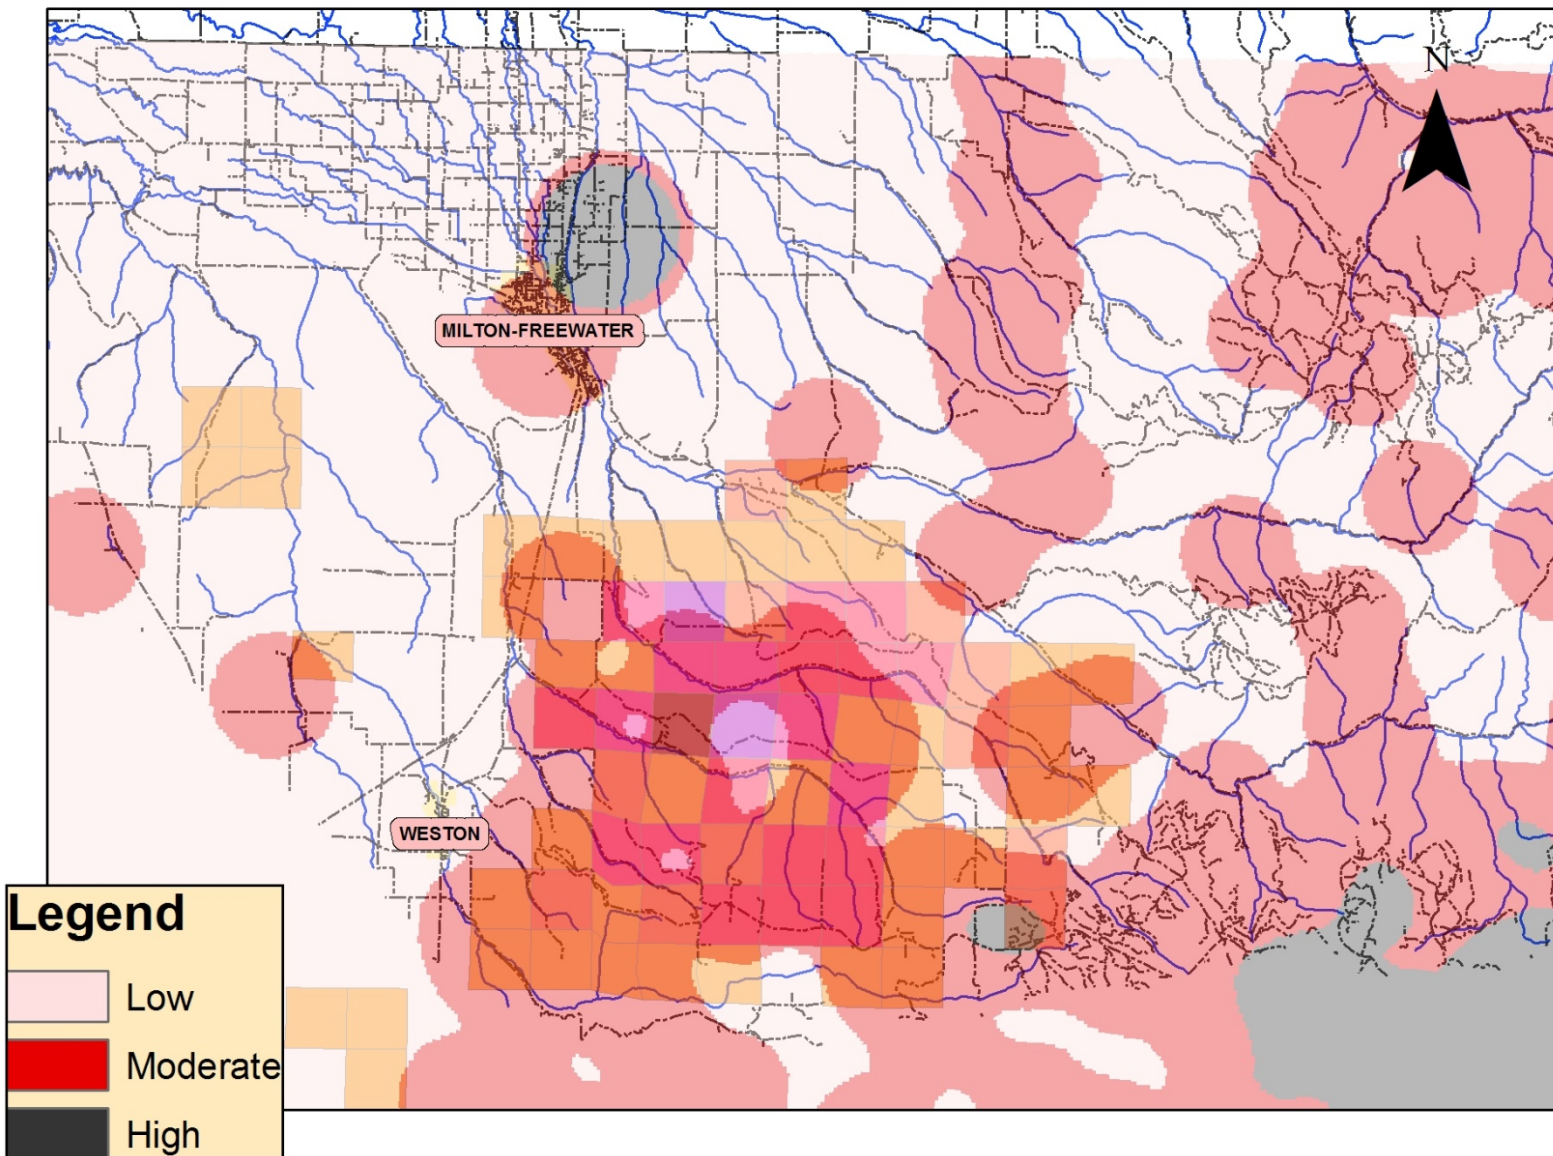 N
MILTON-FREEWATER
WESTON
Legend
Low
Moderate
High